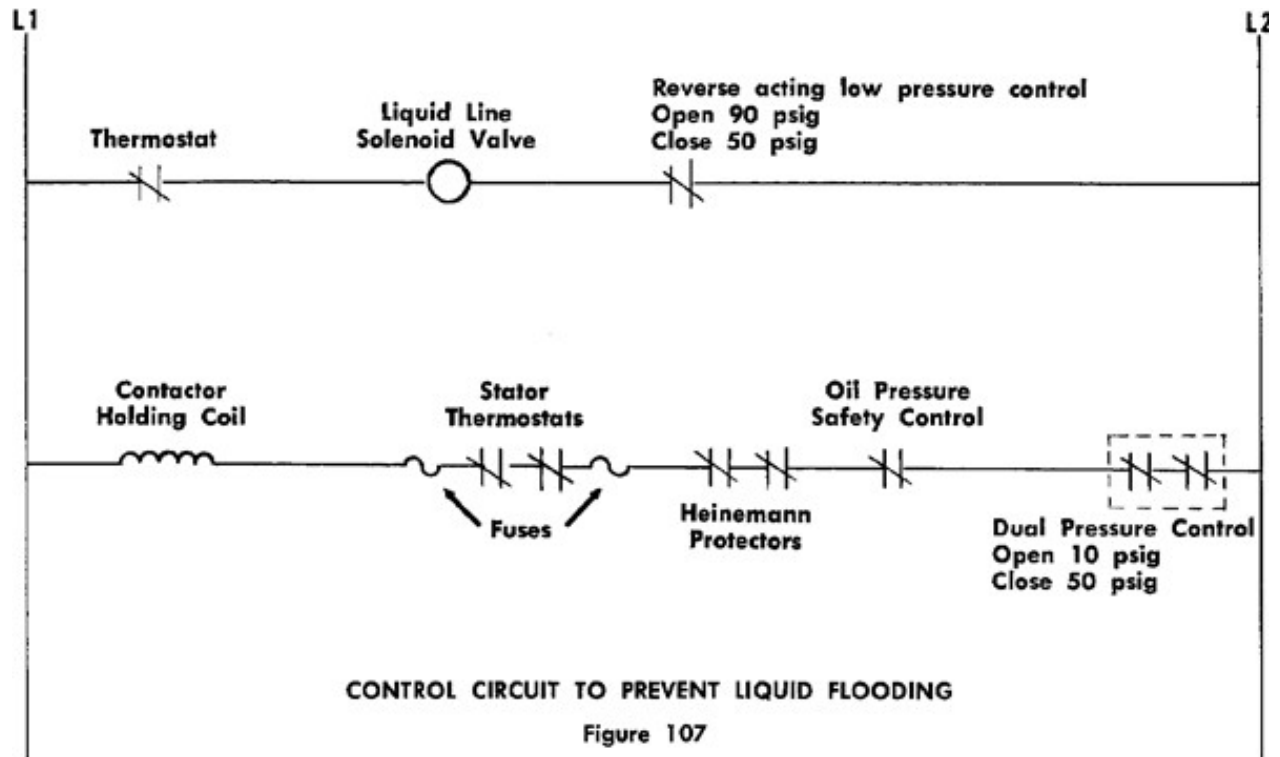 L1
L2
Reverse acting low pressure control
Open 90 psig
Close 50 psig
Liquid Line
Solenoid Valve
Thermostat
Contactor
Holding Coil
Stator
Thermostats
Oil Pressure
Safety Control
Fuses
Heinemann
Protectors
Dual Pressure Control
Open 10 psig
Close 50 psig
CONTROL CIRCUIT TO PREVENT LIQUID FLOODING
Figure 107